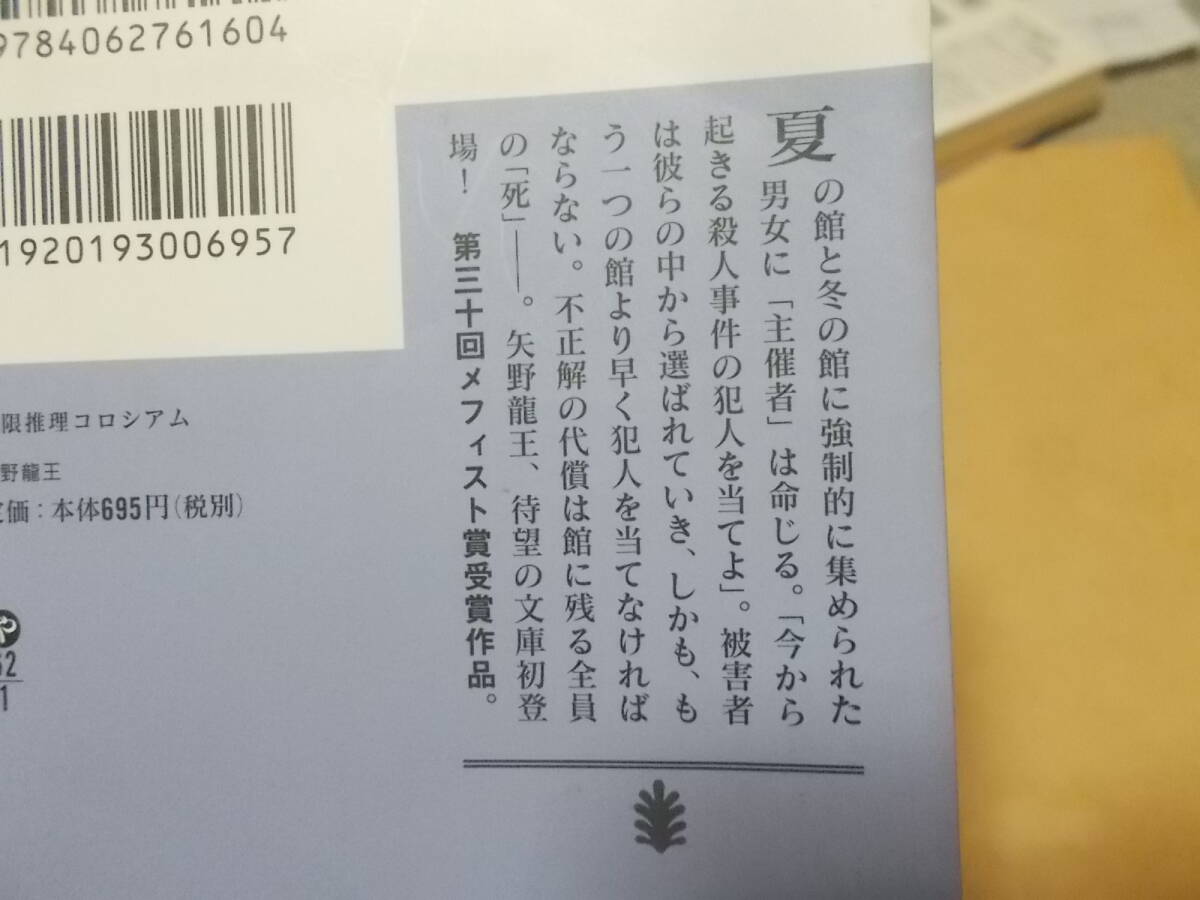 9784062761604
1920193006957
夏の館と冬の館に強制的に集められた
男女に「主催者」は命じる。「今から
起きる殺人事件の犯人を当てよ」。被害者
は彼らの中から選ばれていき、しかも、も
う一つの館より早く犯人を当てなければ
ならない。不正解の代償は館に残る全員
の「死」──。矢野龍王、待望の文庫初登
場！ 第三十回メフィスト賞受賞作品。
限推理コロシアム
野龍王
定価：本体695円（税別）
や
62
1